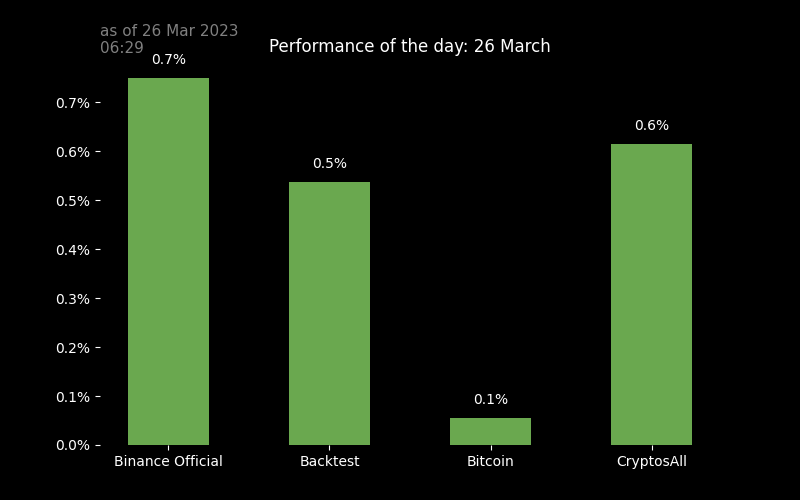 as of 26 Mar 2023
06:29
Performance of the day: 26 March
0.7%
0.5%
0.1%
0.6%
0.7%
0.6%
0.5%
0.4%
0.3%
0.2%
0.1%
0.0%
Binance Official
Backtest
Bitcoin
CryptosAll